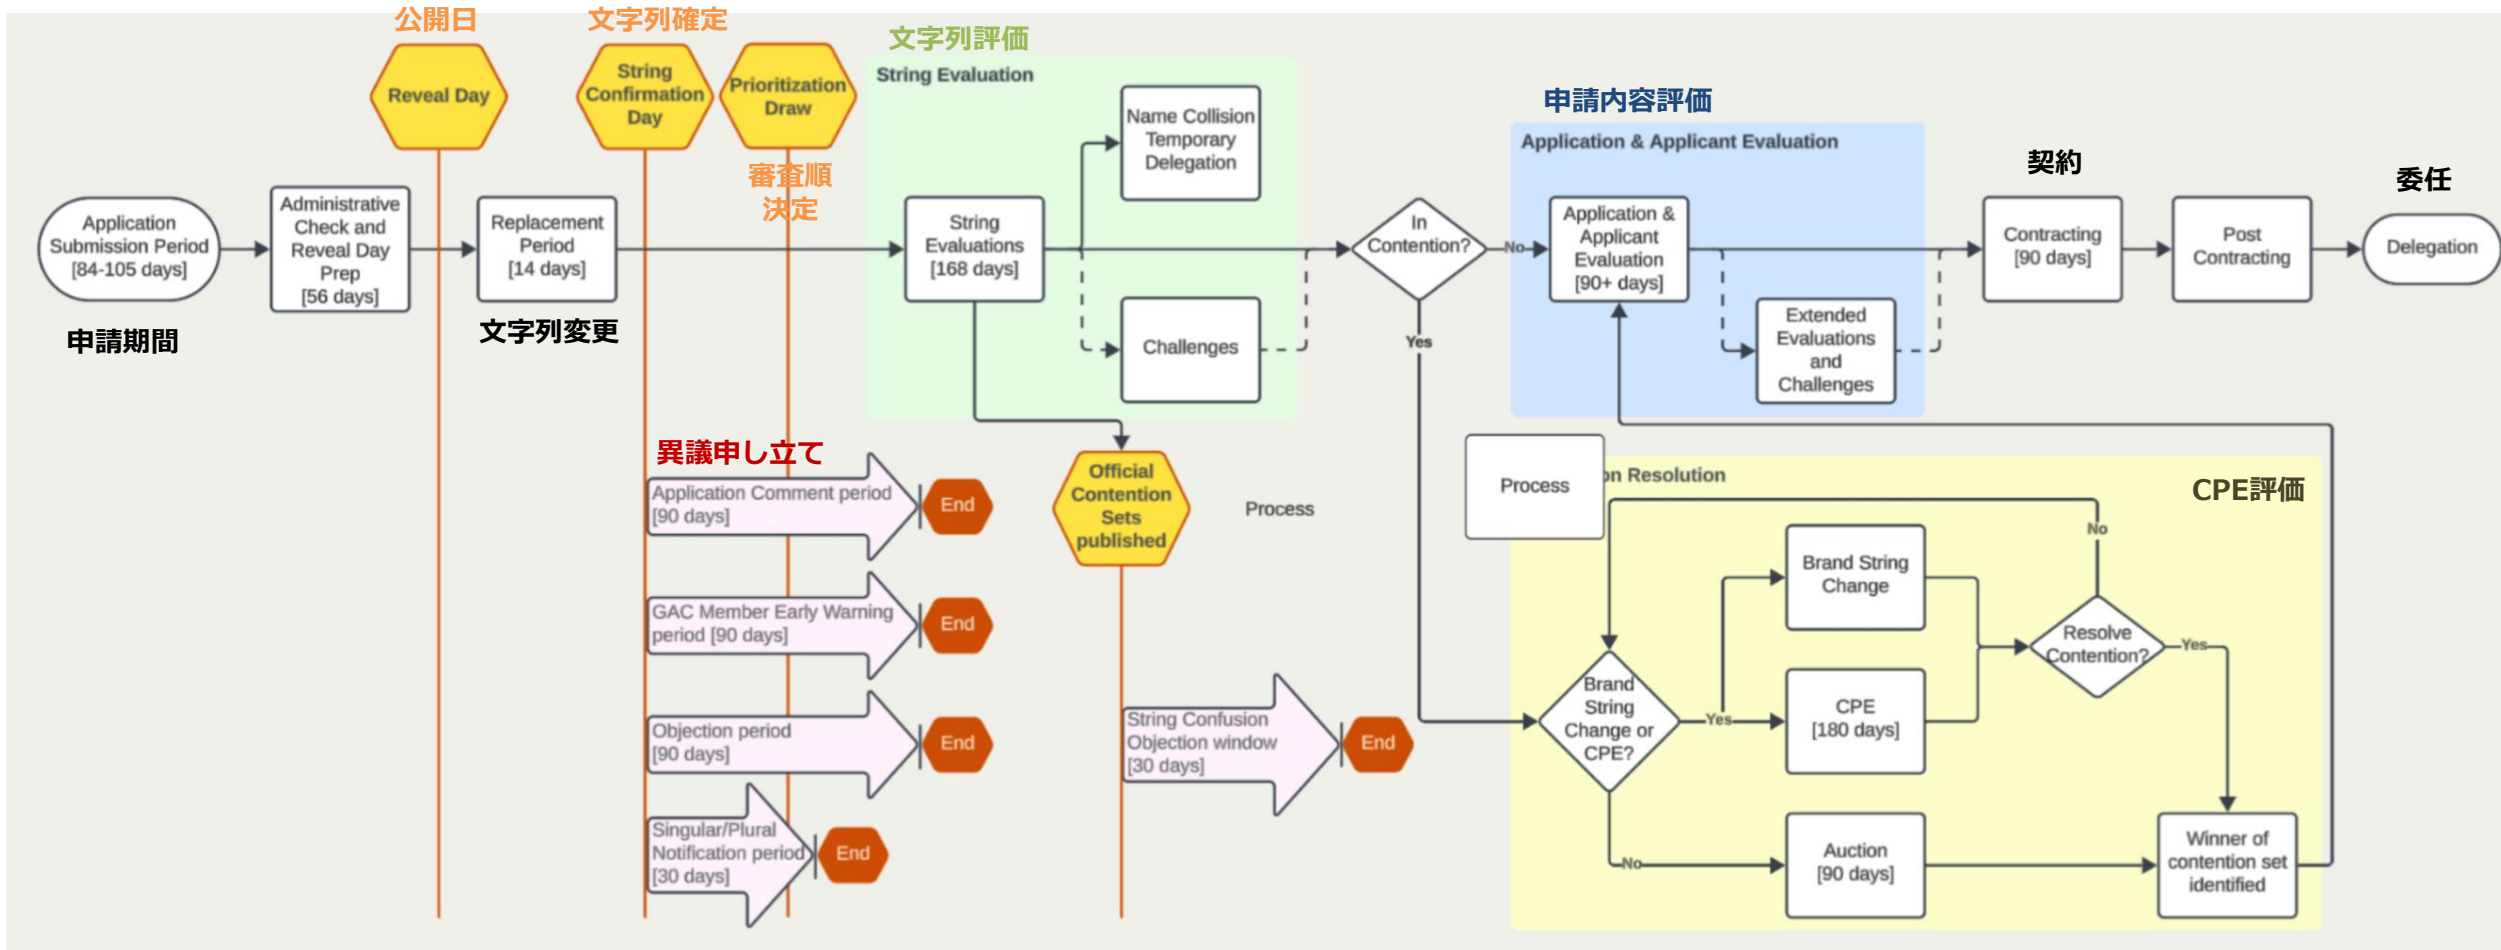 公開日
文字列確定
文字列評価
Reveal Day
String
Confirmation
Day
Prioritization
Draw
String Evaluation
審査順
決定
Name Collision
Temporary
Delegation
申請内容評価
Application & Applicant Evaluation
契約
委任
Application
Submission Period
[84-105 days]
申請期間
Administrative
Check and
Reveal Day
Prep
[56 days]
Replacement
Period
[14 days]
文字列変更
String
Evaluations
[168 days]
Challenges
In
Contention?
No
Yes
Application &
Applicant
Evaluation
[90+ days]
Extended
Evaluations
and
Challenges
Contracting
[90 days]
Post
Contracting
Delegation
異議申し立て
Application Comment period
[90 days]
End
GAC Member Early Warning
period [90 days]
End
Objection period
[90 days]
End
Singular/Plural
Notification period
[30 days]
End
Official
Contention
Sets
published
Process
String Confusion
Objection window
[30 days]
End
Process
on Resolution
CPE評価
Brand
String
Change or
CPE?
Yes
No
Brand String
Change
CPE
[180 days]
Auction
[90 days]
No
Resolve
Contention?
Yes
Winner of
contention set
identified